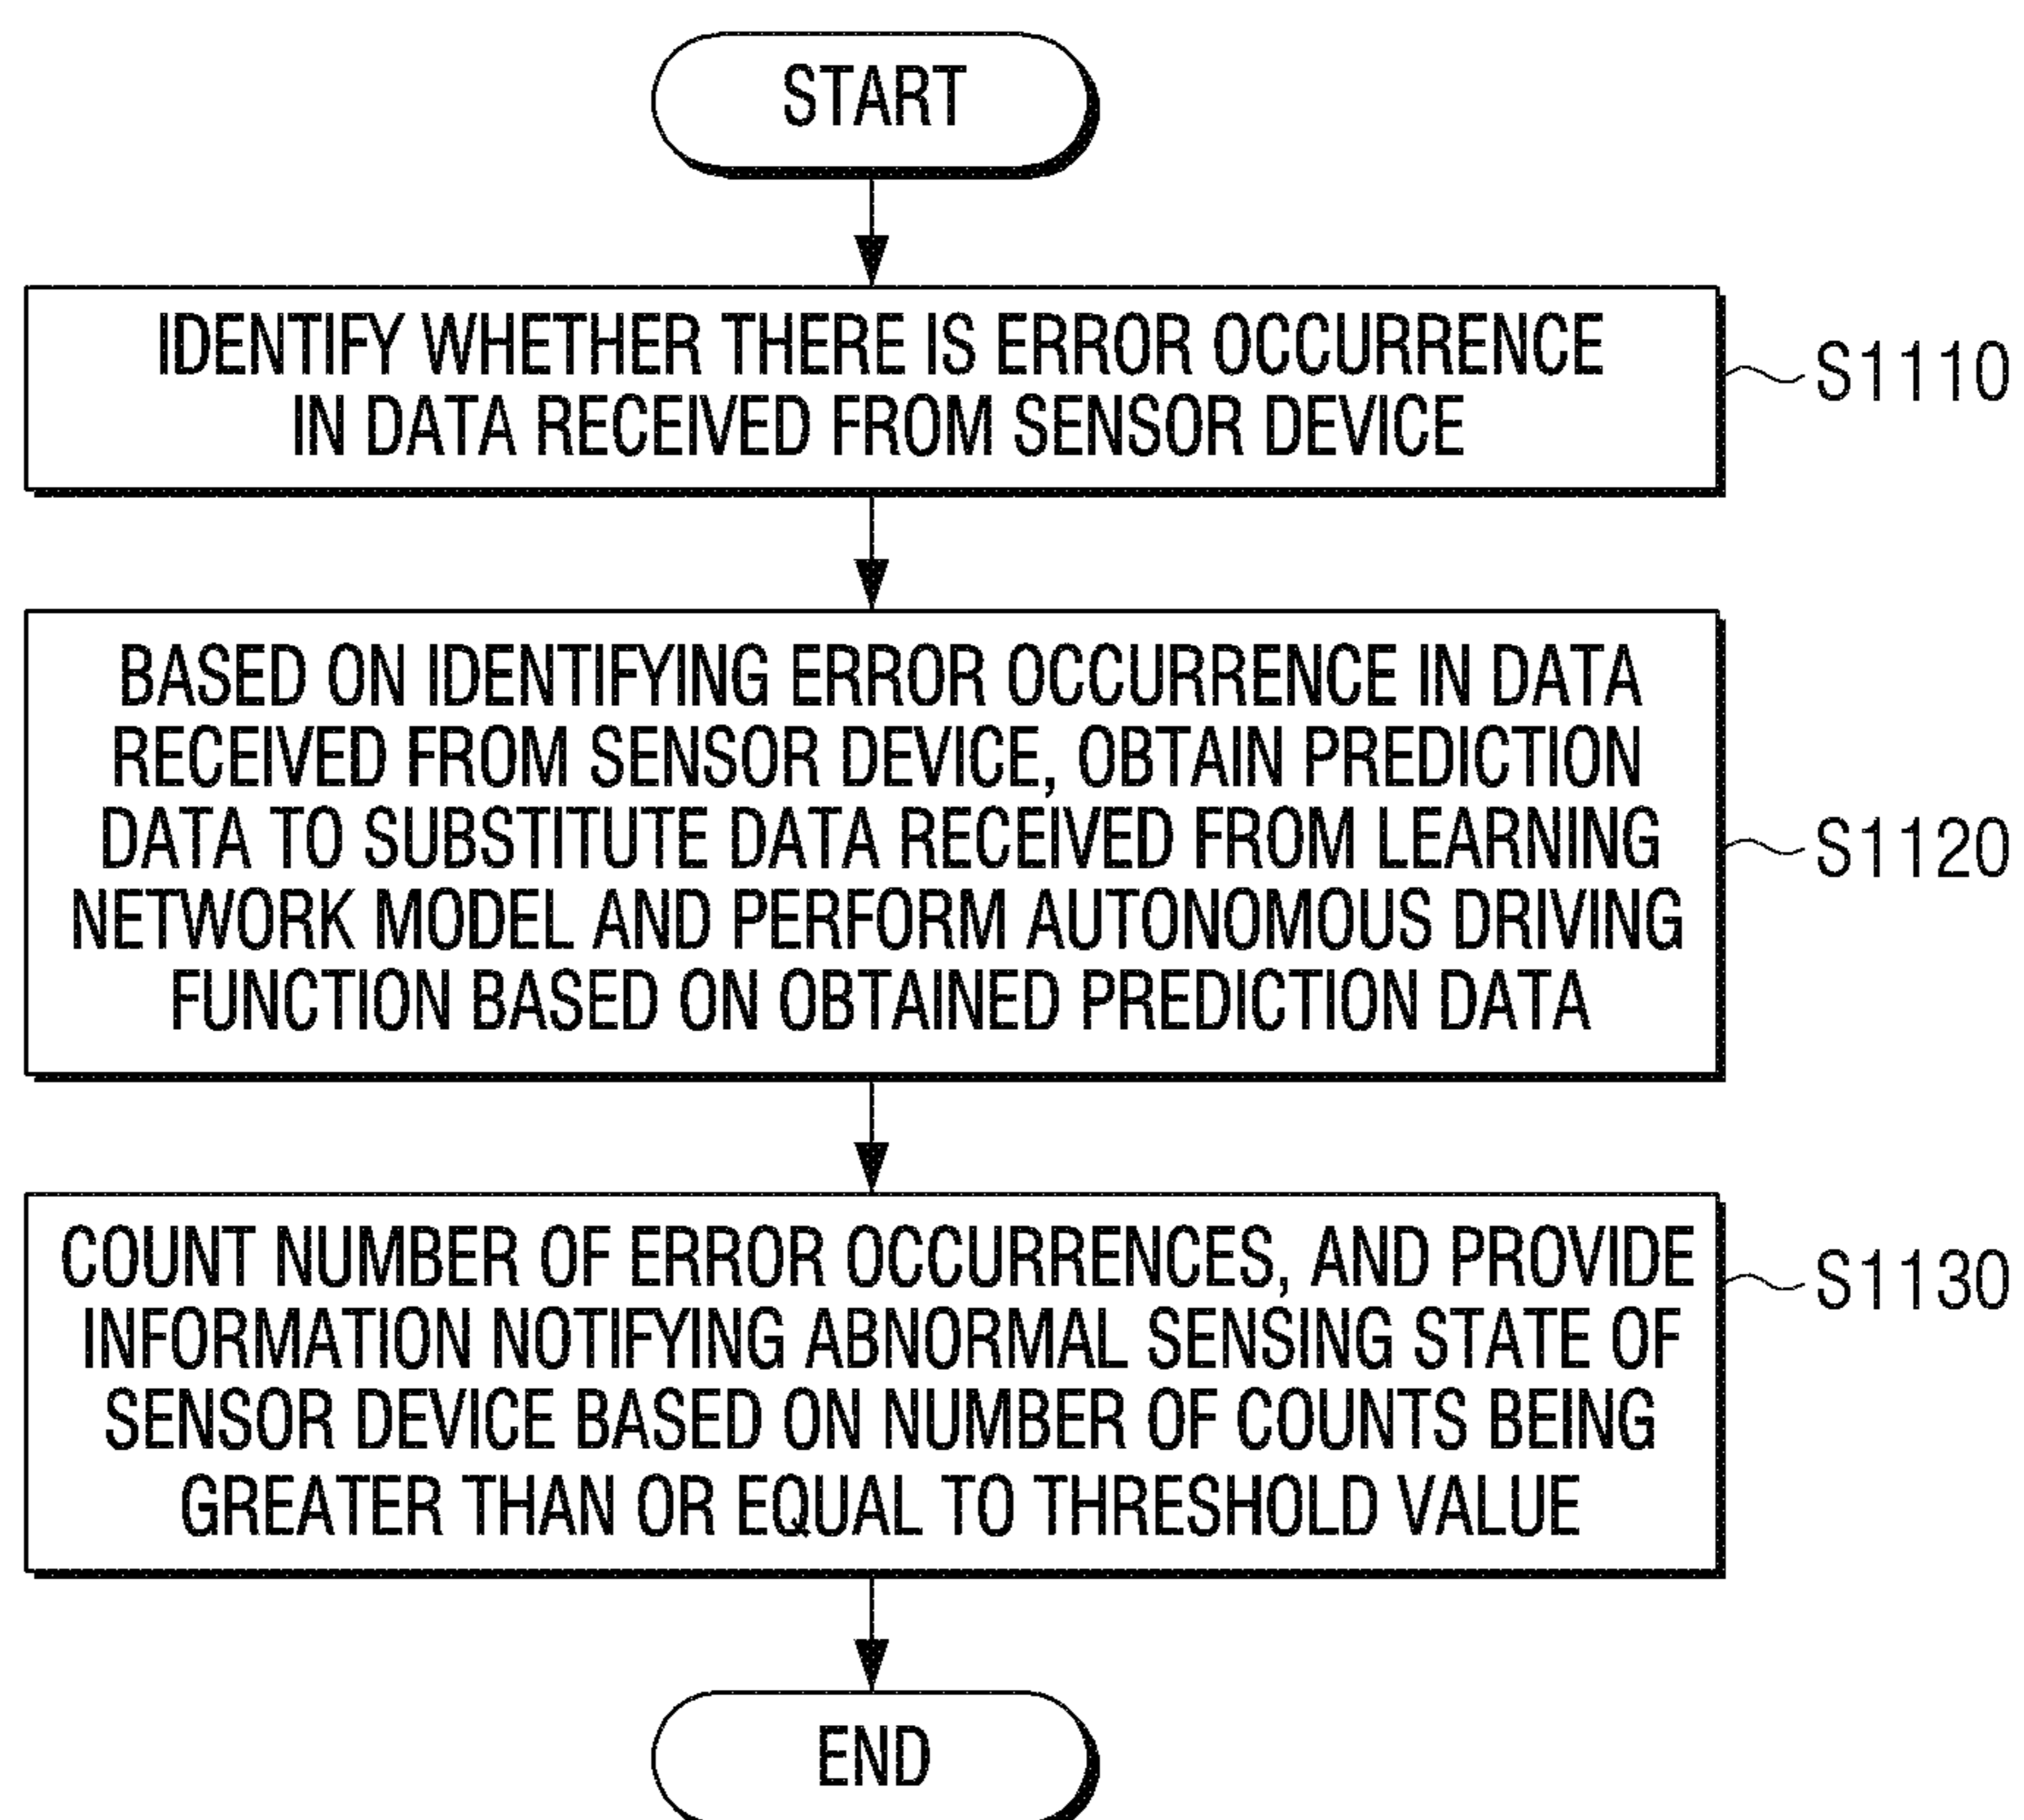 START
IDENTIFY WHETHER THERE IS ERROR OCCURRENCE
IN DATA RECEIVED FROM SENSOR DEVICE
S1110
BASED ON IDENTIFYING ERROR OCCURRENCE IN DATA
RECEIVED FROM SENSOR DEVICE, OBTAIN PREDICTION
DATA TO SUBSTITUTE DATA RECEIVED FROM LEARNING
NETWORK MODEL AND PERFORM AUTONOMOUS DRIVING
FUNCTION BASED ON OBTAINED PREDICTION DATA
S1120
COUNT NUMBER OF ERROR OCCURRENCES, AND PROVIDE
INFORMATION NOTIFYING ABNORMAL SENSING STATE OF
SENSOR DEVICE BASED ON NUMBER OF COUNTS BEING
GREATER THAN OR EQUAL TO THRESHOLD VALUE
S1130
END